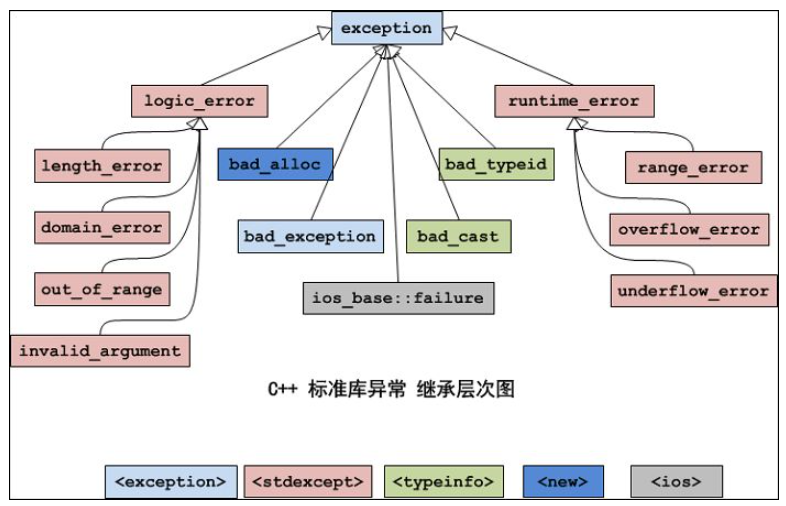 exception
logic_error
runtime_error
length_error
bad_alloc
bad_typeid
range_error
domain_error
bad_exception
bad_cast
overflow_error
out_of_range
ios_base::failure
underflow_error
invalid_argument
C++ 标准库异常 继承层次图
<exception>
<stdexcept>
<typeinfo>
<new>
<ios>